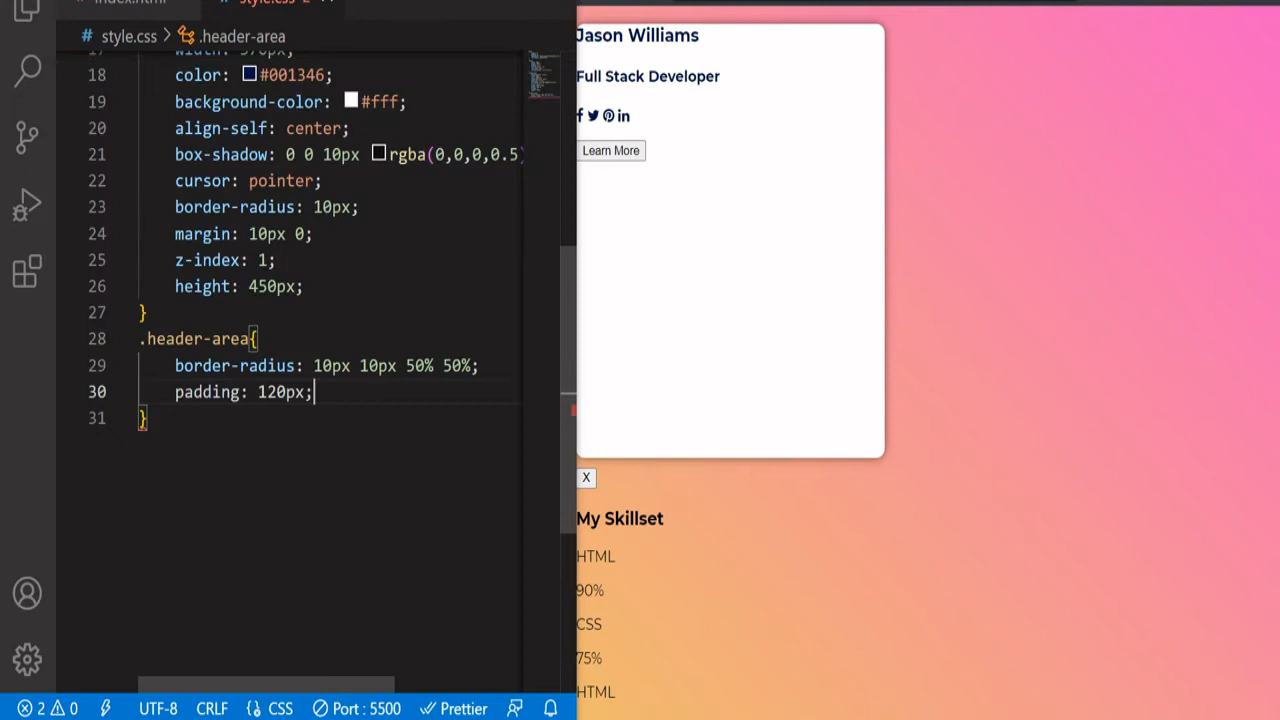 index.html style.css 2
# style.css > .header-area
17 width: 370px;
18 color: #001346;
19 background-color: #fff;
20 align-self: center;
21 box-shadow: 0 0 10px rgba(0,0,0,0.5)
22 cursor: pointer;
23 border-radius: 10px;
24 margin: 10px 0;
25 z-index: 1;
26 height: 450px;
27 }
28 .header-area{
29 border-radius: 10px 10px 50% 50%;
30 padding: 120px;
31 }
2 0 UTF-8 CRLF {} CSS Port : 5500 Prettier
Jason Williams
Full Stack Developer
Learn More
X
My Skillset
HTML
90%
CSS
75%
HTML